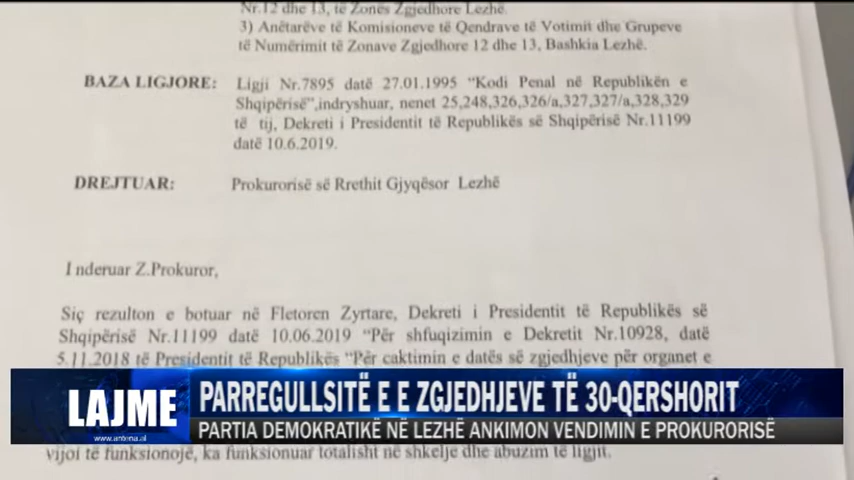 Nr.12 dhe 13, të Zonës Zgjedhore Lezhë.
3) Anëtarëve të Komisioneve të Qendrave të Votimit dhe Grupeve
të Numërimit të Zonave Zgjedhore 12 dhe 13, Bashkia Lezhë.
BAZA LIGJORE: Ligji Nr.7895 datë 27.01.1995 “Kodi Penal në Republikën e
Shqipërisë”,indryshuar, nenet 25,248,326,326/a,327,327/a,328,329
të tij, Dekreti i Presidentit të Republikës së Shqipërisë Nr.11199
datë 10.6.2019.
DREJTUAR: Prokurorisë së Rrethit Gjyqësor Lezhë
I nderuar Z.Prokuror,
Siç rezulton e botuar në Fletoren Zyrtare, Dekreti i Presidentit të Republikës së
Shqipërisë Nr.11199 datë 10.06.2019 “Për shfuqizimin e Dekretit Nr.10928, datë
5.11.2018 të Presidentit të Republikës “Për caktimin e datës së zgjedhjeve për organet e
LAJME
www.antena.al
PARREGULLSITË E E ZGJEDHJEVE TË 30-QERSHORIT
PARTIA DEMOKRATIKË NË LEZHË ANKIMON VENDIMIN E PROKURORISË
vijoi të funksionojë, ka funksionuar totalisht në shkelje dhe abuzim të ligjit.